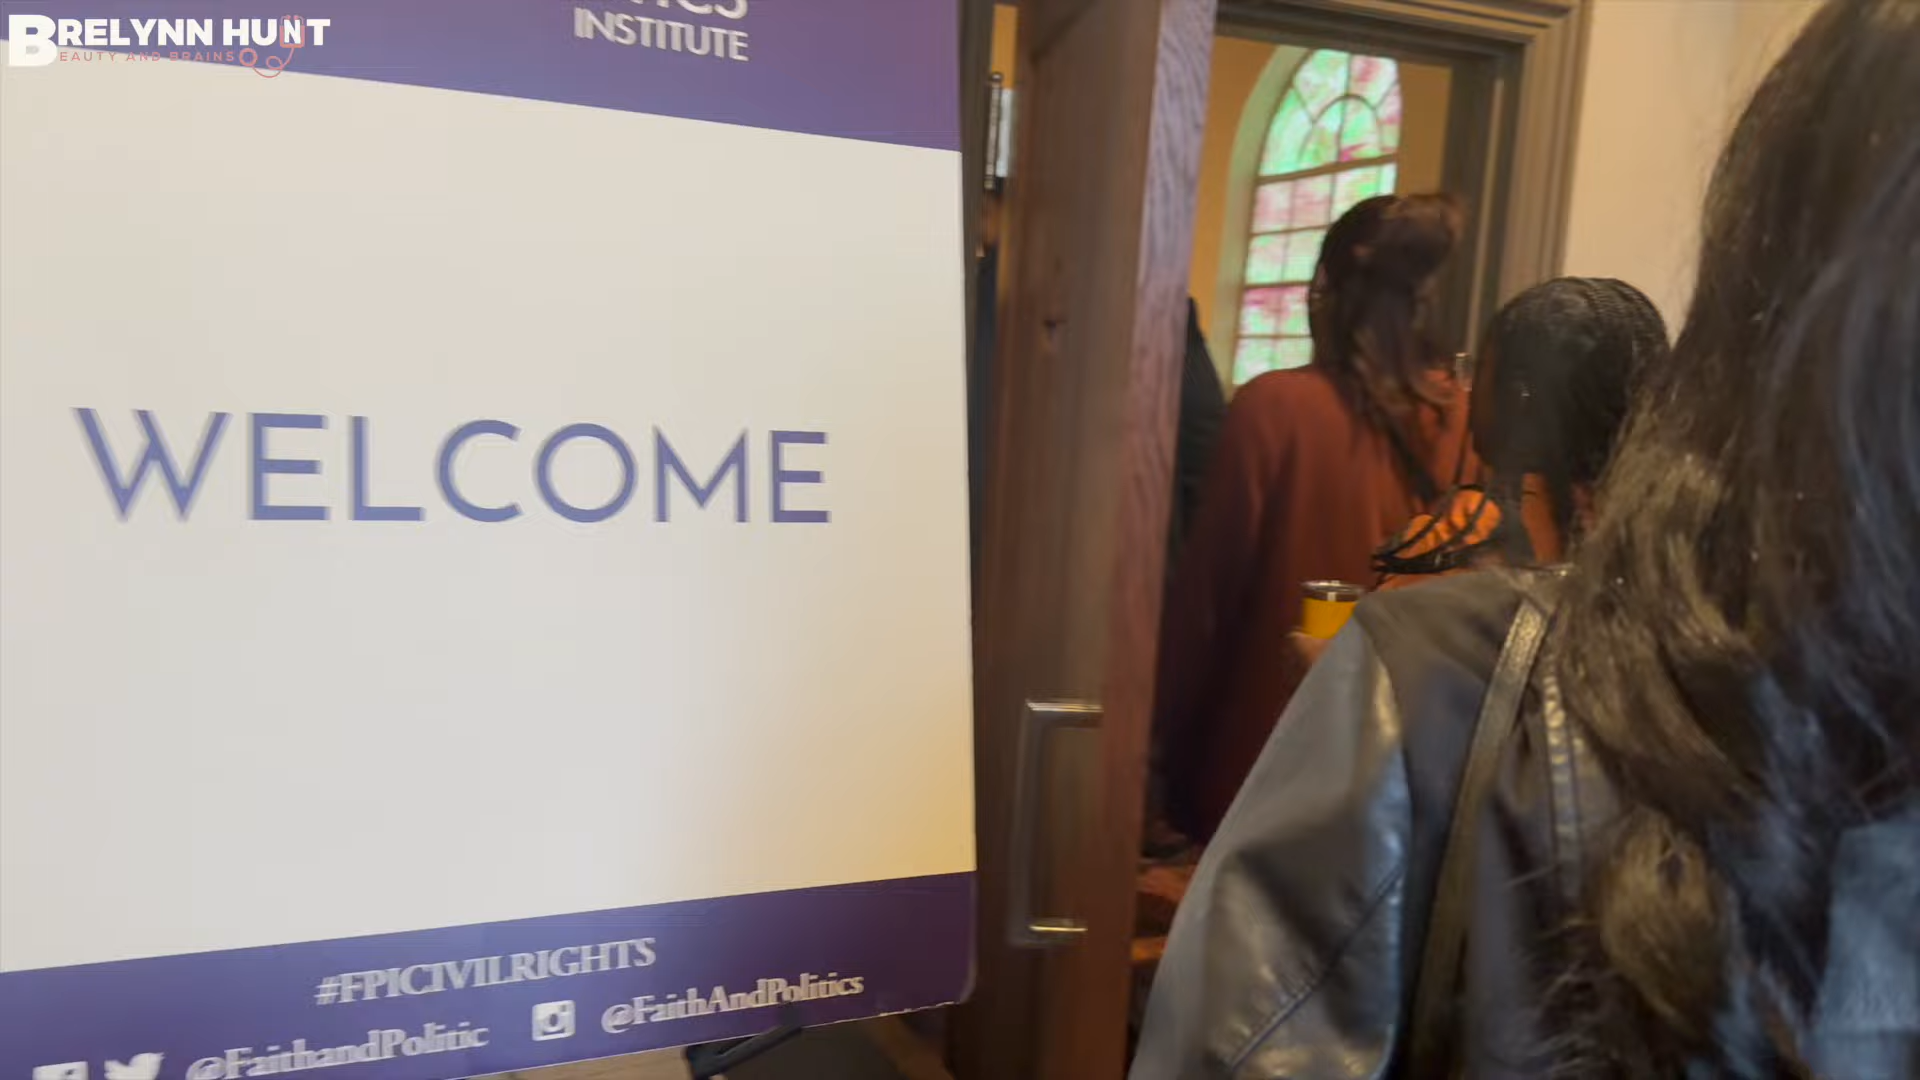 BRELYNN HUNT
EAUTY AND BRAINS
INSTITUTE
WELCOME
#FPICIVILRIGHTS
@FaithAndPolitics
@FaithandPolitic